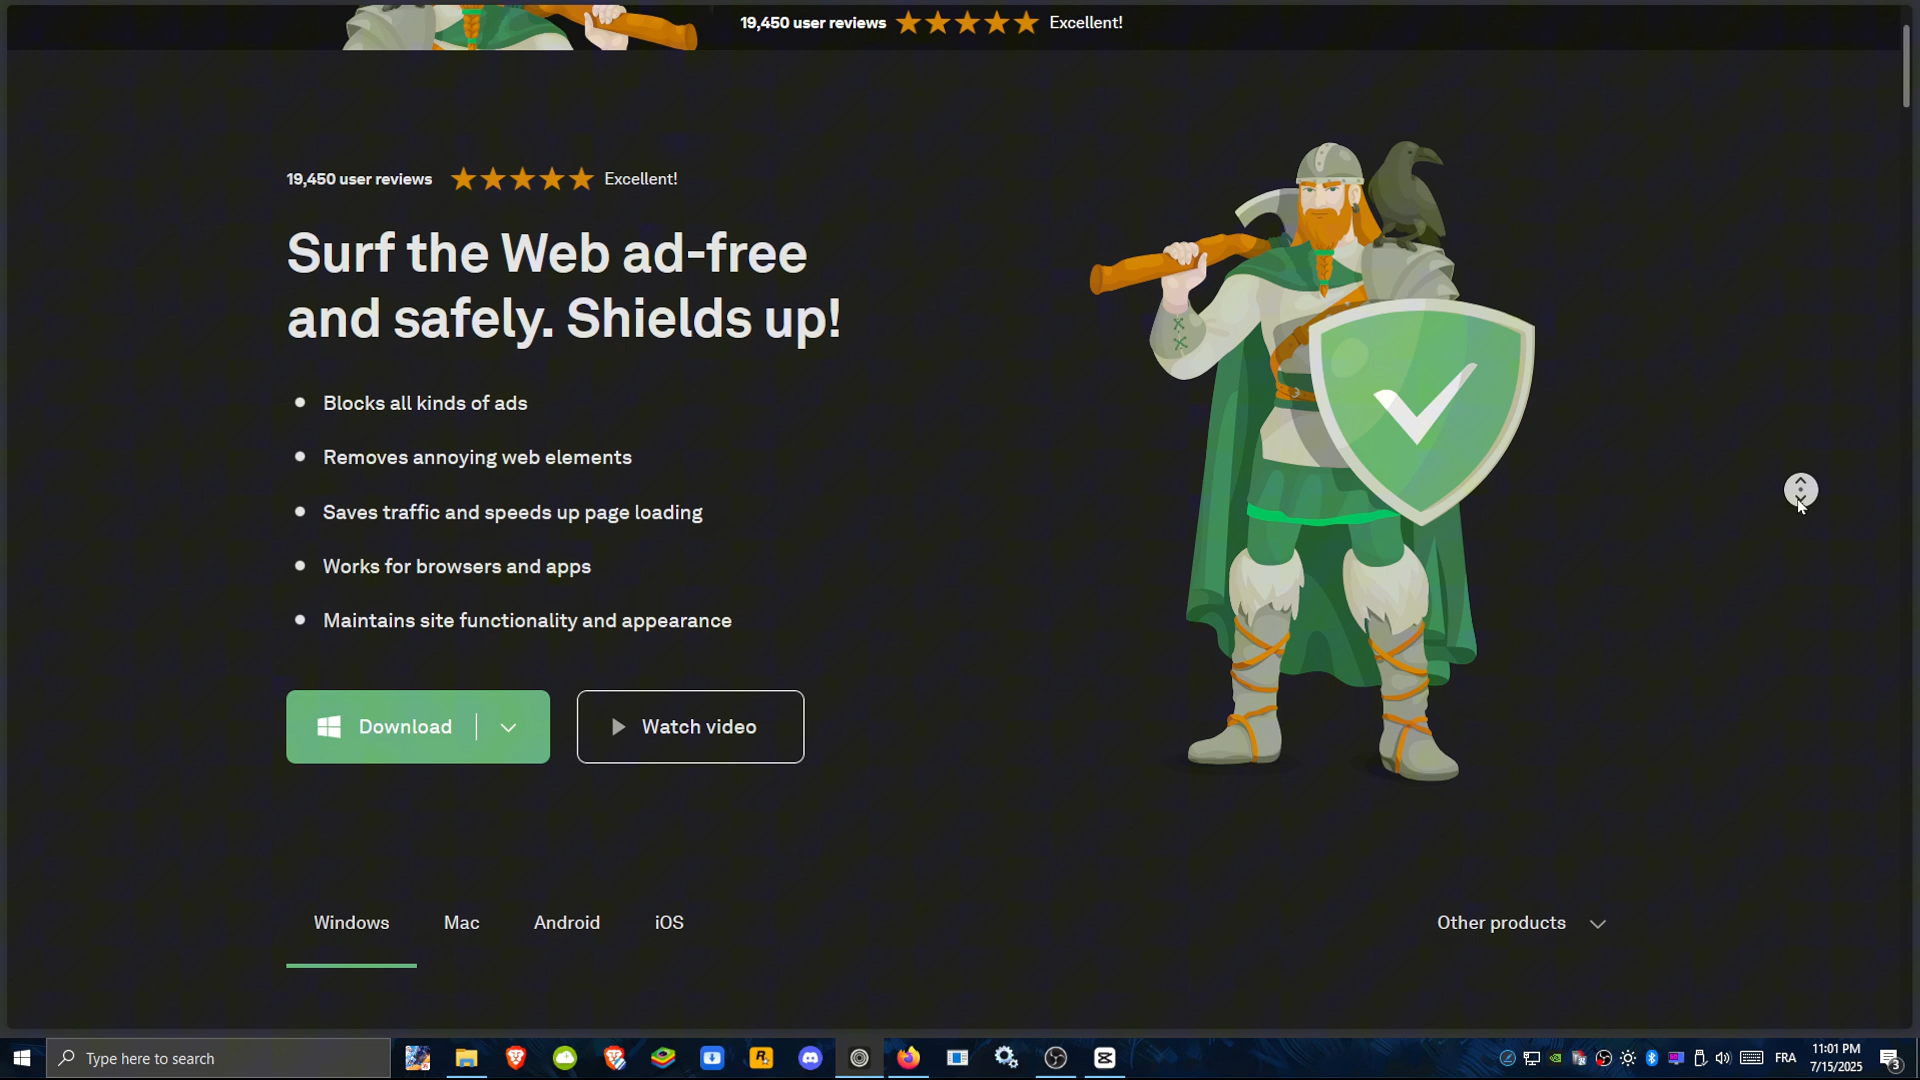 19,450 user reviews Excellent!
19,450 user reviews Excellent!
Surf the Web ad-free
and safely. Shields up!
Blocks all kinds of ads
Removes annoying web elements
Saves traffic and speeds up page loading
Works for browsers and apps
Maintains site functionality and appearance
Download
Watch video
Windows Mac Android iOS Other products
Type here to search
FRA
11:01 PM
7/15/2025
3